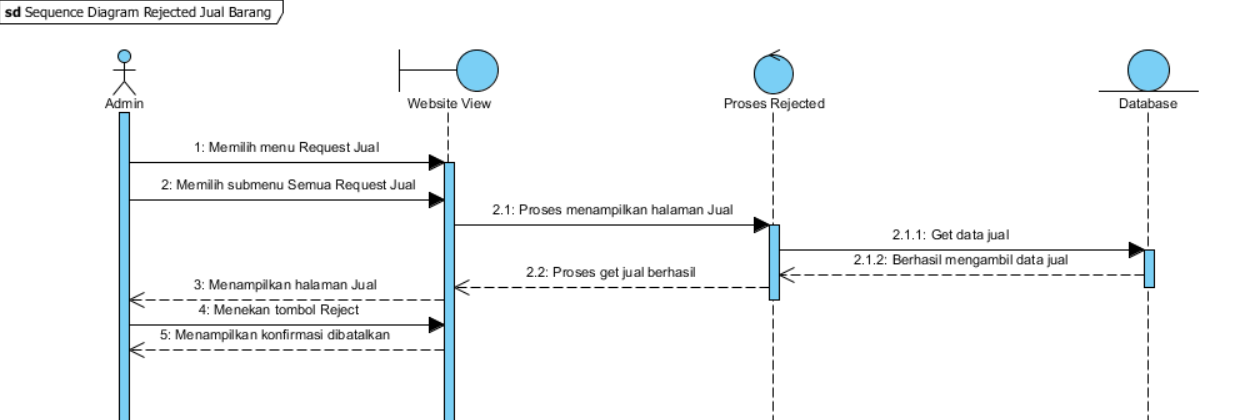 sd Sequence Diagram Rejected Jual Barang
Admin
Website View
Proses Rejected
Database
1: Memilih menu Request Jual
2: Memilih submenu Semua Request Jual
2.1: Proses menampilkan halaman Jual
2.1.1: Get data jual
2.1.2: Berhasil mengambil data jual
2.2: Proses get jual berhasil
3: Menampilkan halaman Jual
4: Menekan tombol Reject
5: Menampilkan konfirmasi dibatalkan